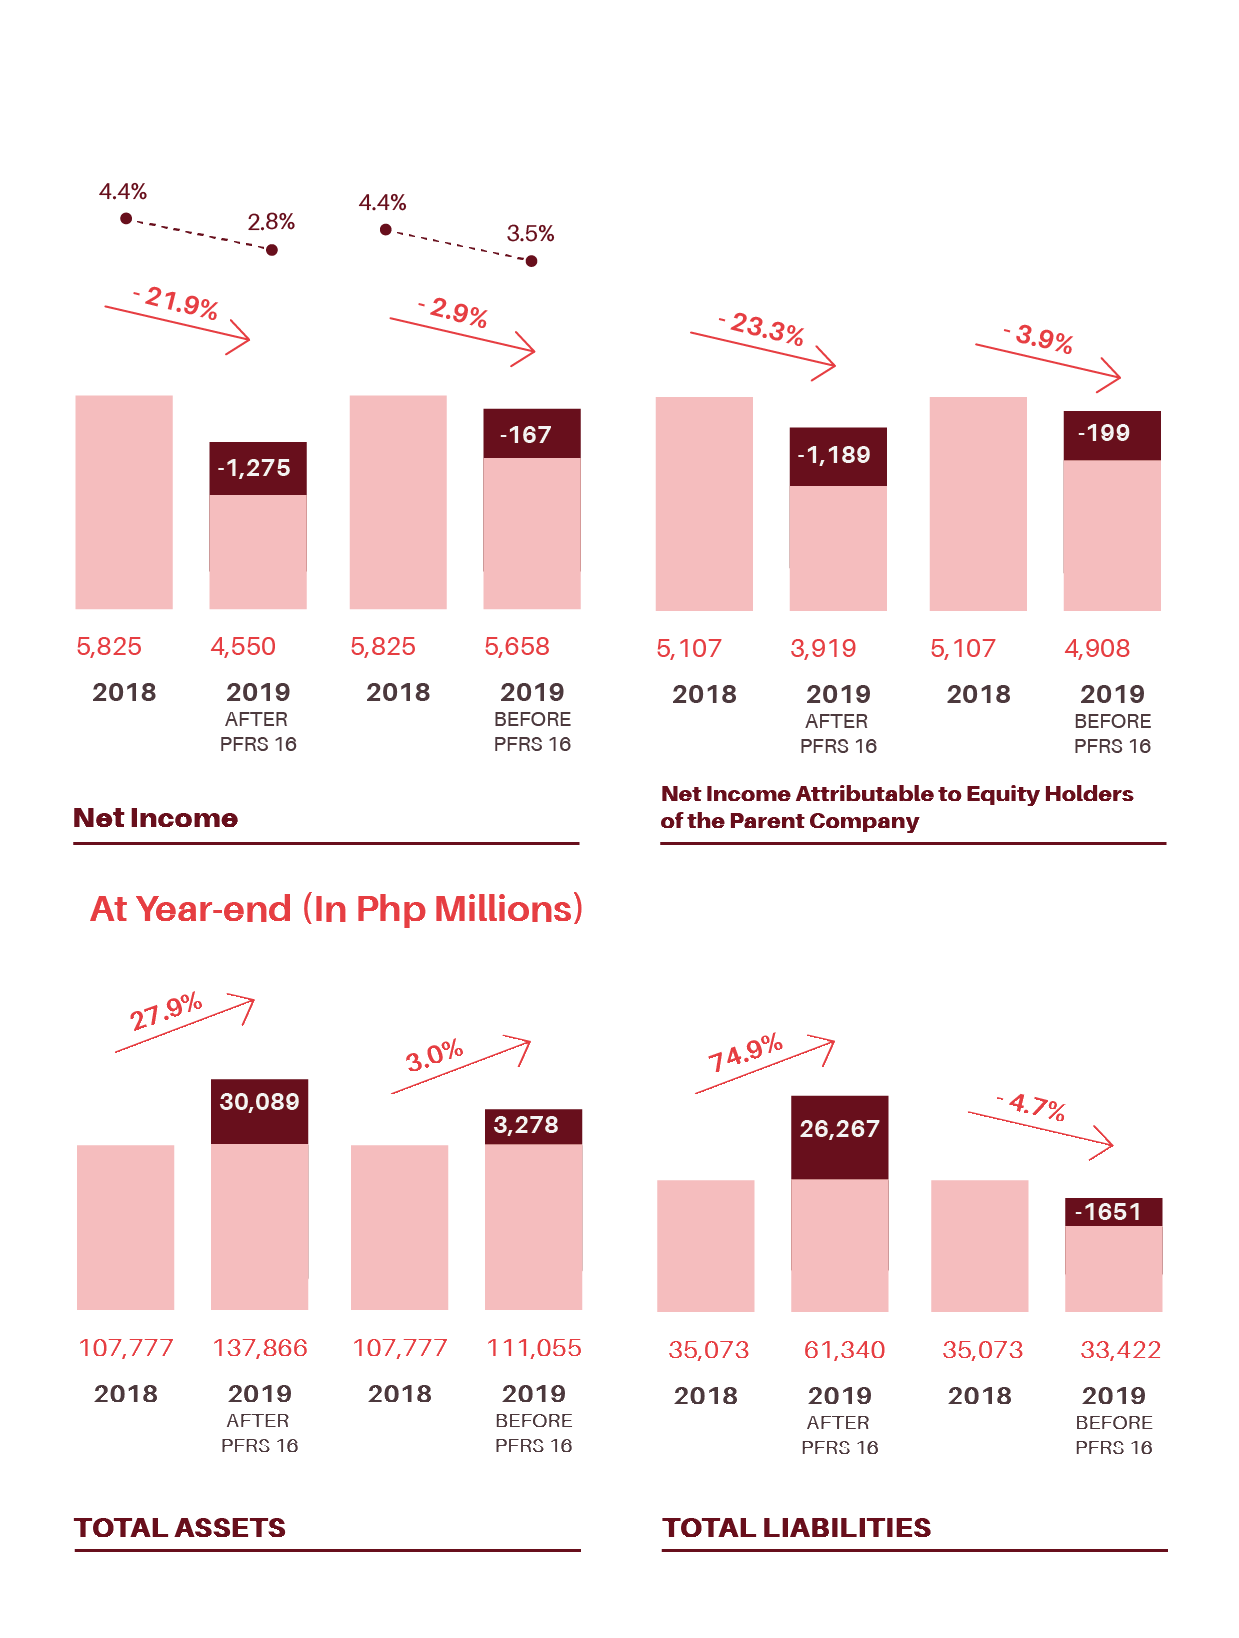 4.4%
2.8%
4.4%
3.5%
- 21.9%
- 2.9%
-1,275
-167
5,825 4,550 5,825 5,658
2018 2019 2018 2019
AFTER BEFORE
PFRS 16 PFRS 16
Net Income
- 23.3%
- 3.9%
-1,189
-199
5,107 3,919 5,107 4,908
2018 2019 2018 2019
AFTER BEFORE
PFRS 16 PFRS 16
Net Income Attributable to Equity Holders
of the Parent Company
At Year-end (In Php Millions)
27.9%
3.0%
30,089
3,278
107,777 137,866 107,777 111,055
2018 2019 2018 2019
AFTER BEFORE
PFRS 16 PFRS 16
TOTAL ASSETS
74.9%
- 4.7%
26,267
-1651
35,073 61,340 35,073 33,422
2018 2019 2018 2019
AFTER BEFORE
PFRS 16 PFRS 16
TOTAL LIABILITIES